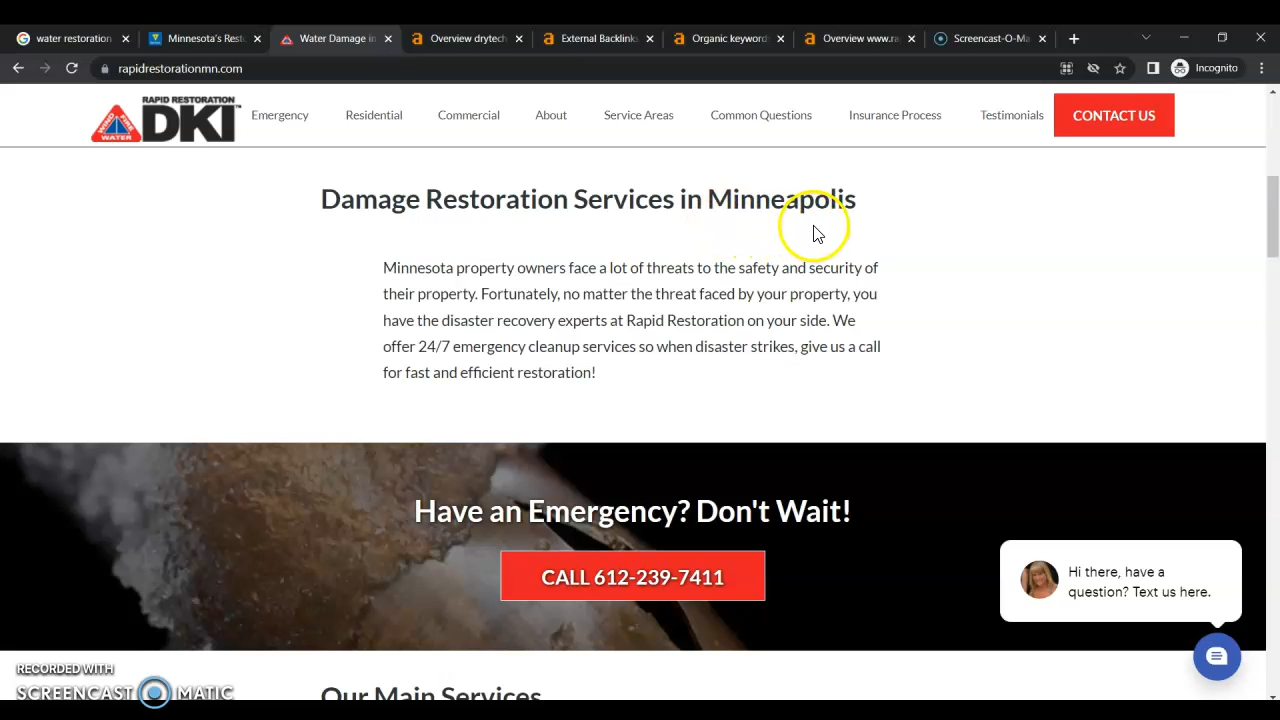 water restoration
Minnesota's Rest
Water Damage in
Overview drytech
External Backlinks
Organic keyword
Overview www.ra
Screencast-O-Ma
rapidrestorationmn.com
Incognito
RAPID RESTORATION
DKI
WIND FIRE
WATER
Emergency
Residential
Commercial
About
Service Areas
Common Questions
Insurance Process
Testimonials
CONTACT US
Damage Restoration Services in Minneapolis
Minnesota property owners face a lot of threats to the safety and security of
their property. Fortunately, no matter the threat faced by your property, you
have the disaster recovery experts at Rapid Restoration on your side. We
offer 24/7 emergency cleanup services so when disaster strikes, give us a call
for fast and efficient restoration!
Have an Emergency? Don't Wait!
CALL 612-239-7411
Hi there, have a
question? Text us here.
RECORDED WITH
SCREENCAST MATIC
Our Main Services